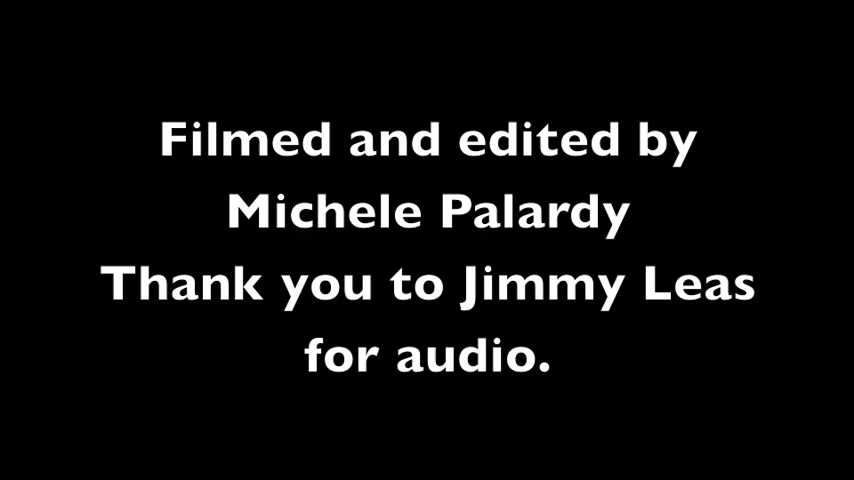 Filmed and edited by
Michele Palardy
Thank you to Jimmy Leas
for audio.